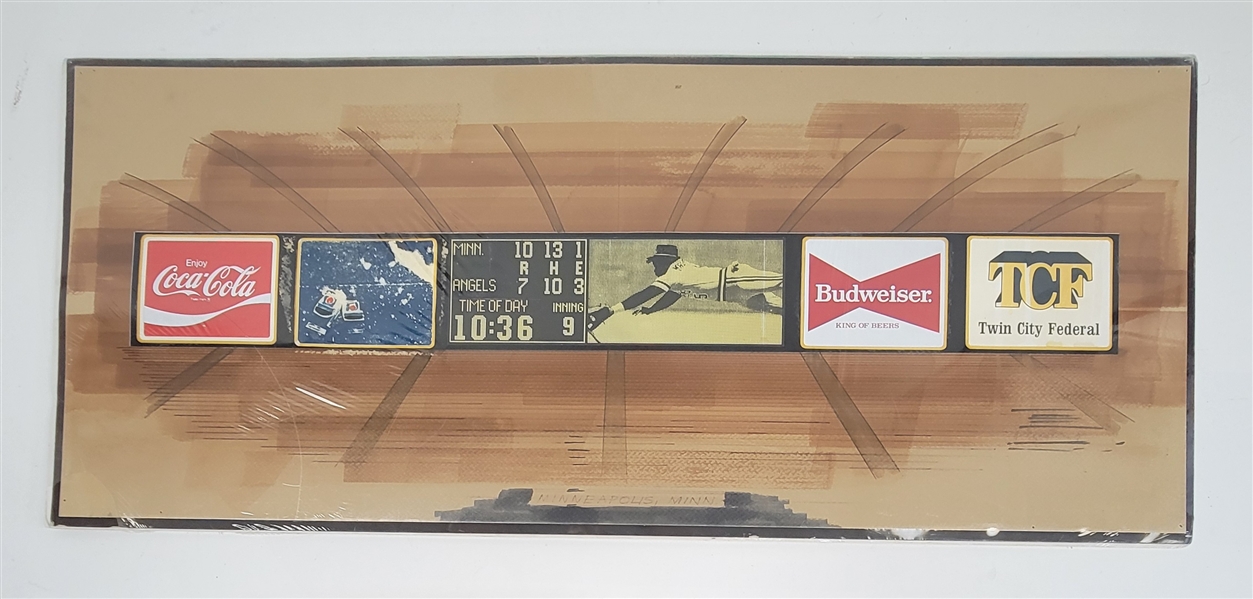 Enjoy
Coca-Cola
MINN. 10 13 1
R H E
ANGELS 7 10 3
TIME OF DAY INNING
10:36 9
Budweiser.
KING OF BEERS
TCF
Twin City Federal
MINNEAPOLIS, MINN